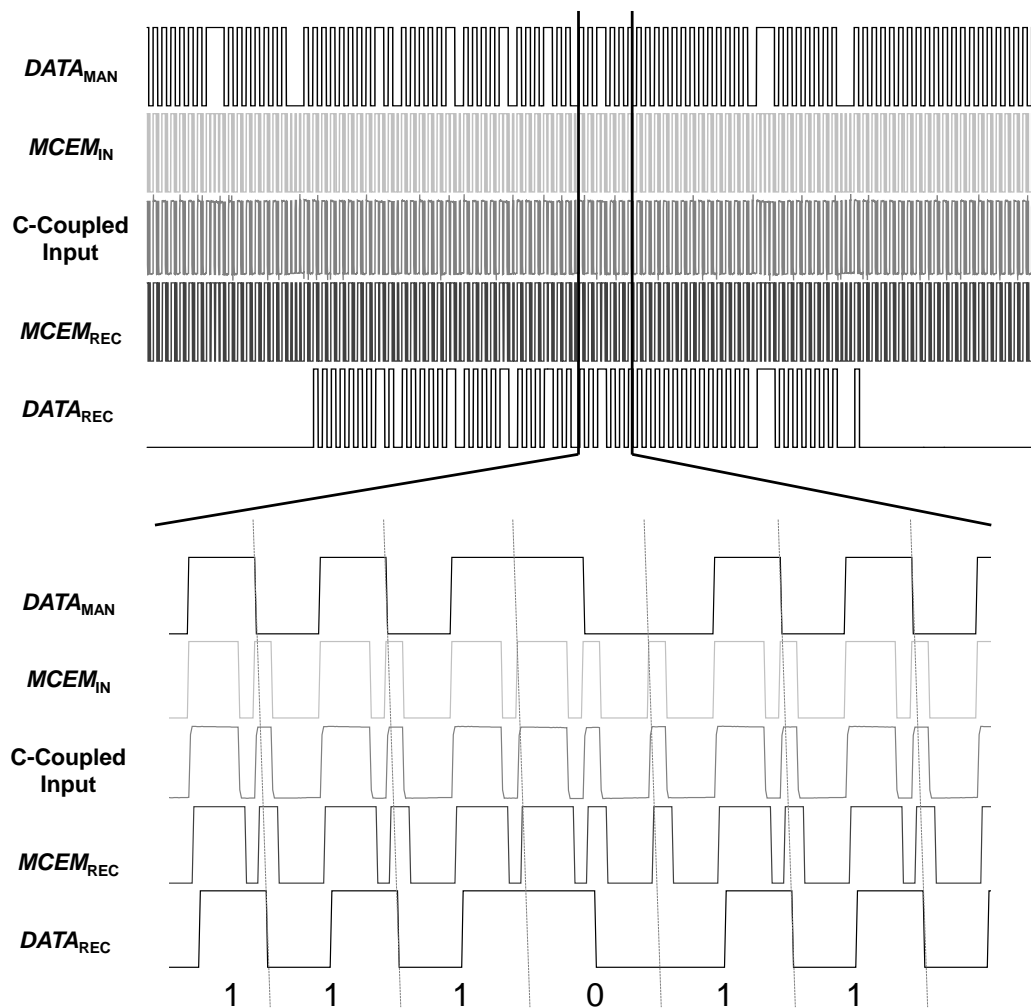 DATAMAN
MCEMIN
C-Coupled
Input
MCEMREC
DATAREC
DATAMAN
MCEMIN
C-Coupled
Input
MCEMREC
DATAREC
1 1 1 0 1 1